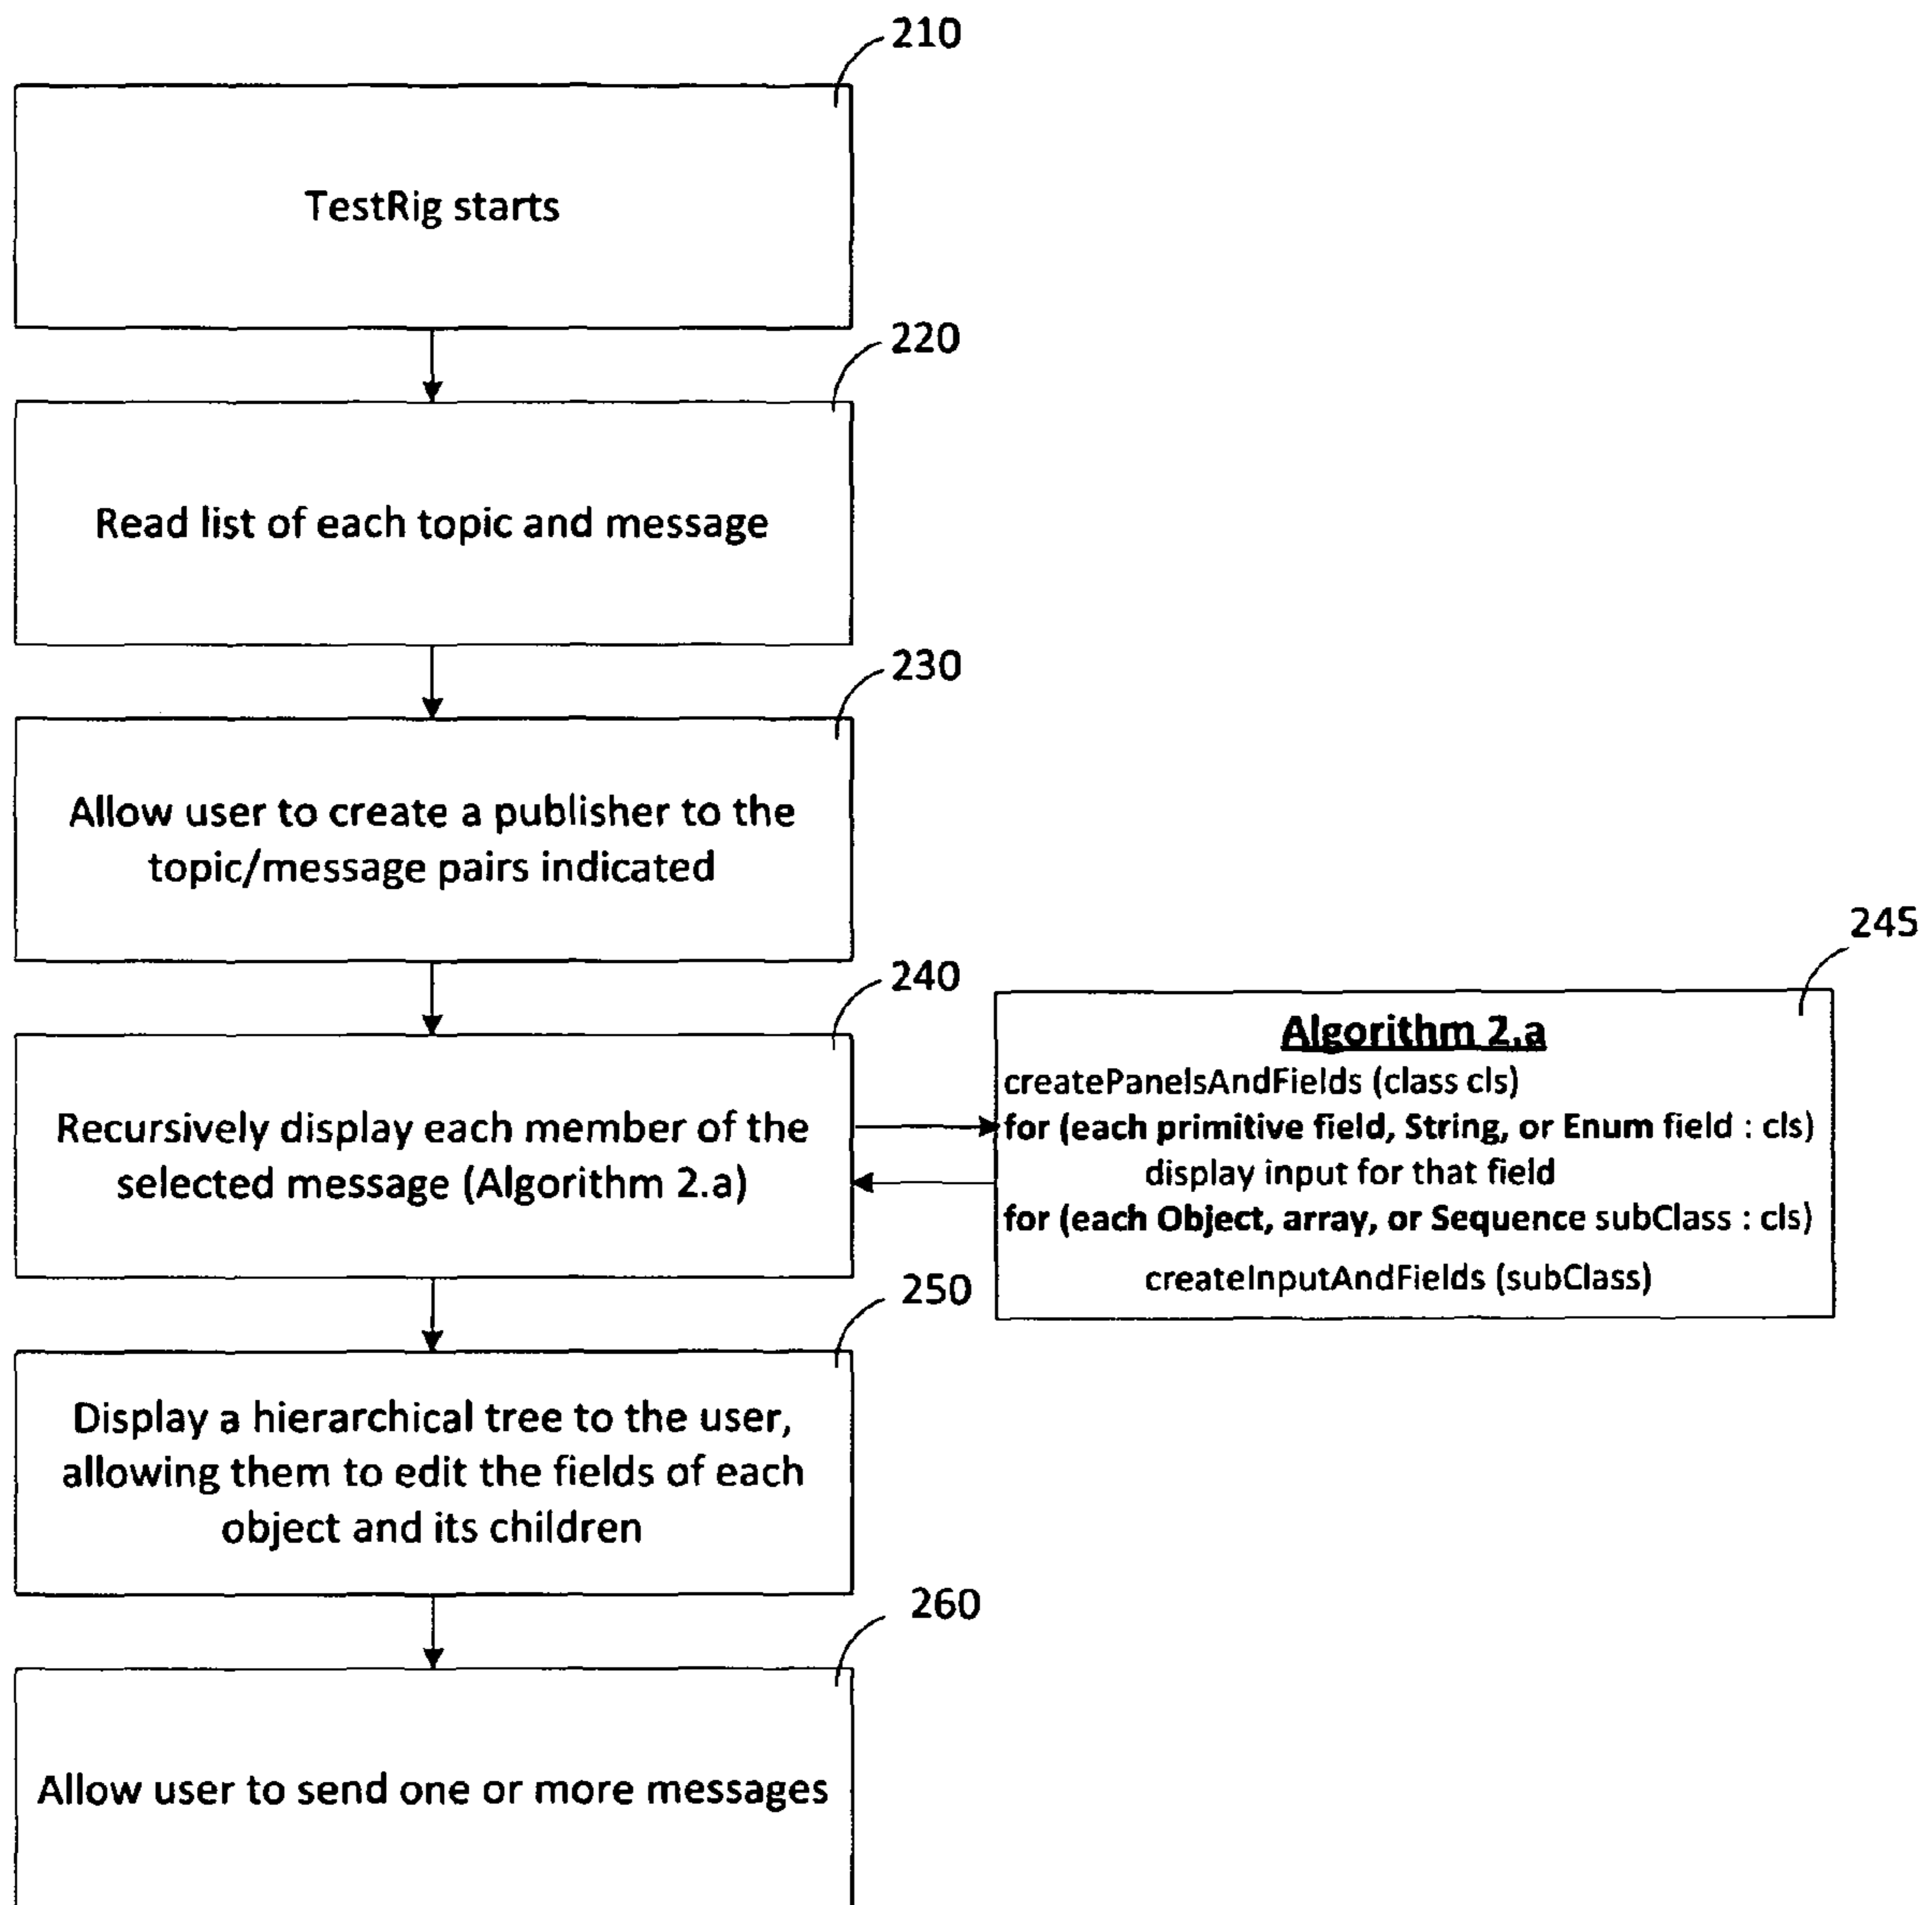 210
TestRig starts
220
Read list of each topic and message
230
Allow user to create a publisher to the
topic/message pairs indicated
240
Recursively display each member of the
selected message (Algorithm 2.a)
245
Algorithm 2.a
createPanelsAndFields (class cls)
for (each primitive field, String, or Enum field : cls)
display input for that field
for (each Object, array, or Sequence subClass : cls)
createInputAndFields (subClass)
250
Display a hierarchical tree to the user,
allowing them to edit the fields of each
object and its children
260
Allow user to send one or more messages